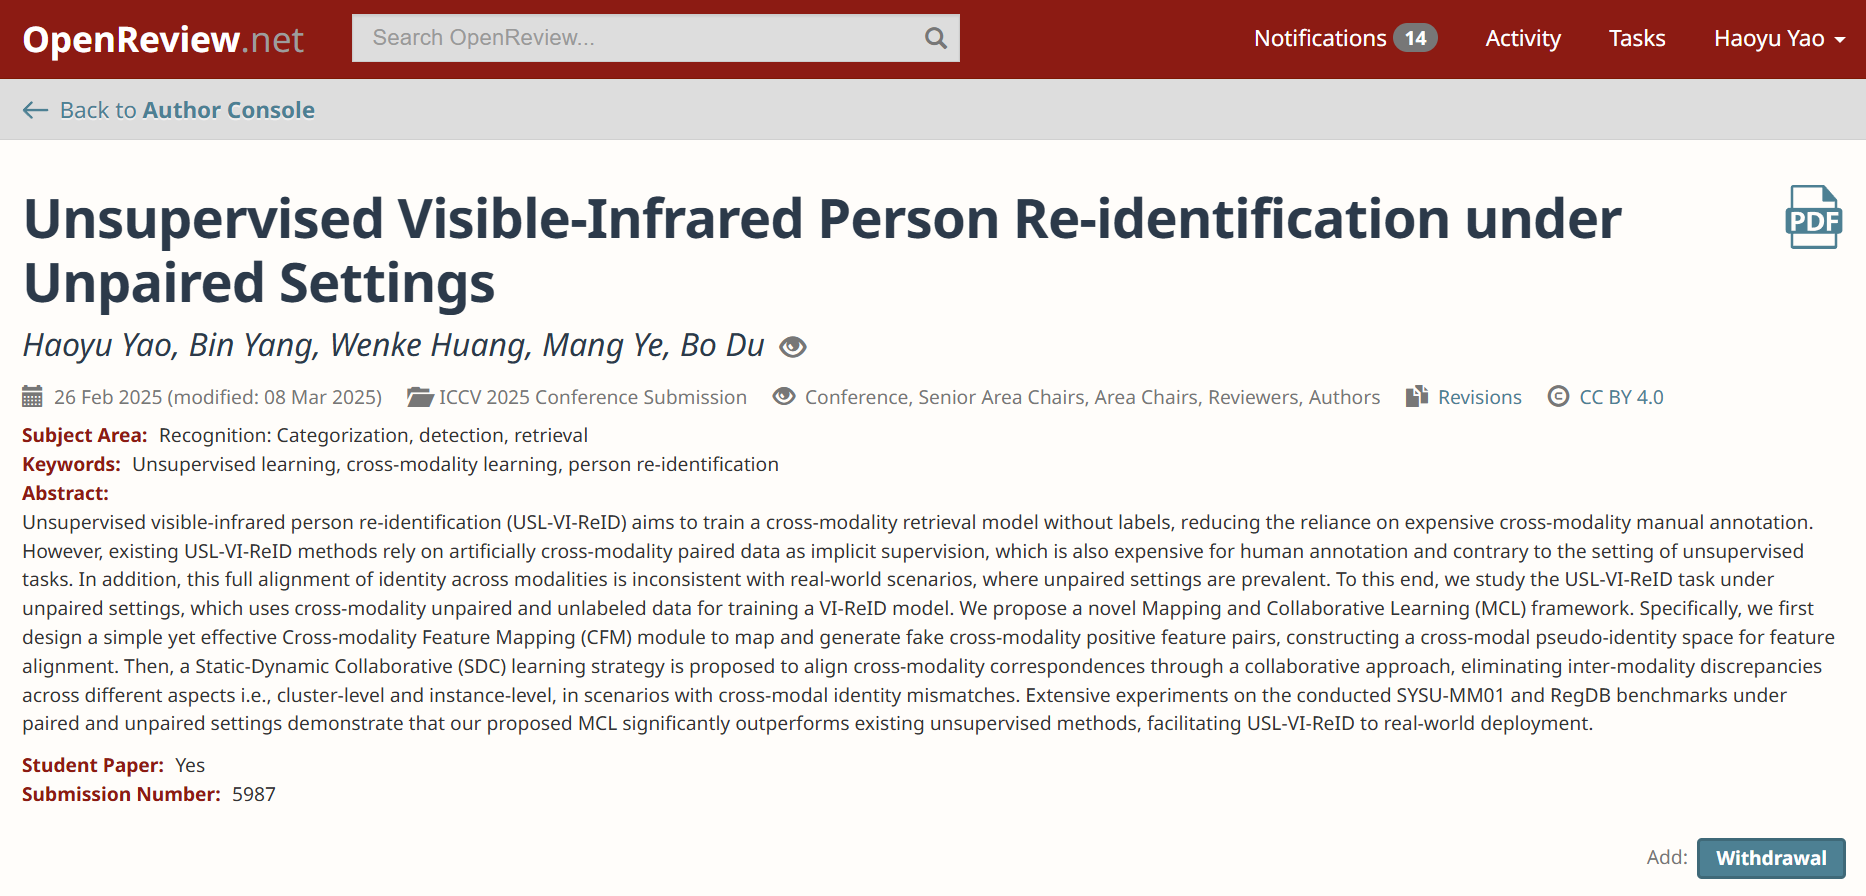 OpenReview.net
Search OpenReview...
Notifications 14
Activity
Tasks
Haoyu Yao
Back to Author Console
Unsupervised Visible-Infrared Person Re-identification under
Unpaired Settings
PDF
Haoyu Yao, Bin Yang, Wenke Huang, Mang Ye, Bo Du
26 Feb 2025 (modified: 08 Mar 2025) ICCV 2025 Conference Submission Conference, Senior Area Chairs, Area Chairs, Reviewers, Authors Revisions CC BY 4.0
Subject Area: Recognition: Categorization, detection, retrieval
Keywords: Unsupervised learning, cross-modality learning, person re-identification
Abstract:
Unsupervised visible-infrared person re-identification (USL-VI-ReID) aims to train a cross-modality retrieval model without labels, reducing the reliance on expensive cross-modality manual annotation.
However, existing USL-VI-ReID methods rely on artificially cross-modality paired data as implicit supervision, which is also expensive for human annotation and contrary to the setting of unsupervised
tasks. In addition, this full alignment of identity across modalities is inconsistent with real-world scenarios, where unpaired settings are prevalent. To this end, we study the USL-VI-ReID task under
unpaired settings, which uses cross-modality unpaired and unlabeled data for training a VI-ReID model. We propose a novel Mapping and Collaborative Learning (MCL) framework. Specifically, we first
design a simple yet effective Cross-modality Feature Mapping (CFM) module to map and generate fake cross-modality positive feature pairs, constructing a cross-modal pseudo-identity space for feature
alignment. Then, a Static-Dynamic Collaborative (SDC) learning strategy is proposed to align cross-modality correspondences through a collaborative approach, eliminating inter-modality discrepancies
across different aspects i.e., cluster-level and instance-level, in scenarios with cross-modal identity mismatches. Extensive experiments on the conducted SYSU-MM01 and RegDB benchmarks under
paired and unpaired settings demonstrate that our proposed MCL significantly outperforms existing unsupervised methods, facilitating USL-VI-ReID to real-world deployment.
Student Paper: Yes
Submission Number: 5987
Add: Withdrawal